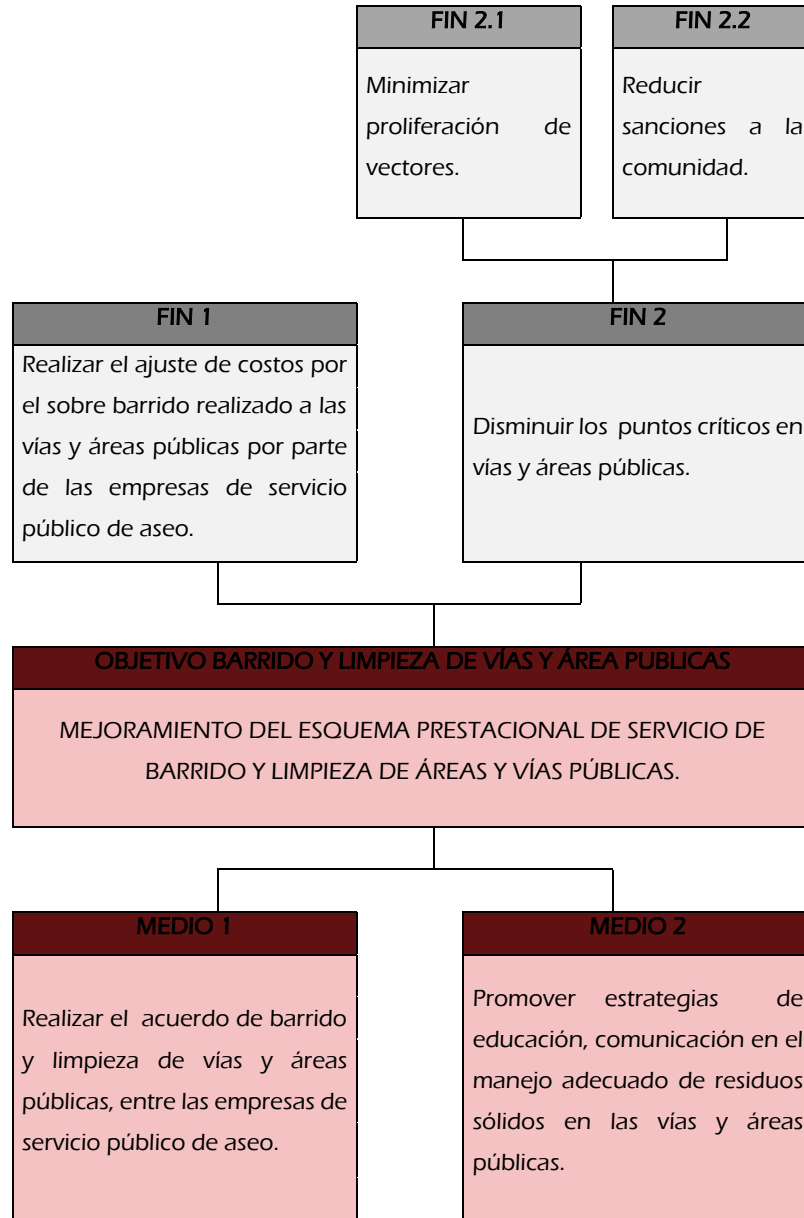 FIN 2.1
Minimizar
proliferación de
vectores.
FIN 2.2
Reducir
sanciones a la
comunidad.
FIN 1
Realizar el ajuste de costos por
el sobre barrido realizado a las
vías y áreas públicas por parte
de las empresas de servicio
público de aseo.
FIN 2
Disminuir los puntos críticos en
vías y áreas públicas.
OBJETIVO BARRIDO Y LIMPIEZA DE VÍAS Y ÁREA PUBLICAS
MEJORAMIENTO DEL ESQUEMA PRESTACIONAL DE SERVICIO DE
BARRIDO Y LIMPIEZA DE ÁREAS Y VÍAS PÚBLICAS.
MEDIO 1
Realizar el acuerdo de barrido
y limpieza de vías y áreas
públicas, entre las empresas de
servicio público de aseo.
MEDIO 2
Promover estrategias de
educación, comunicación en el
manejo adecuado de residuos
sólidos en las vías y áreas
públicas.